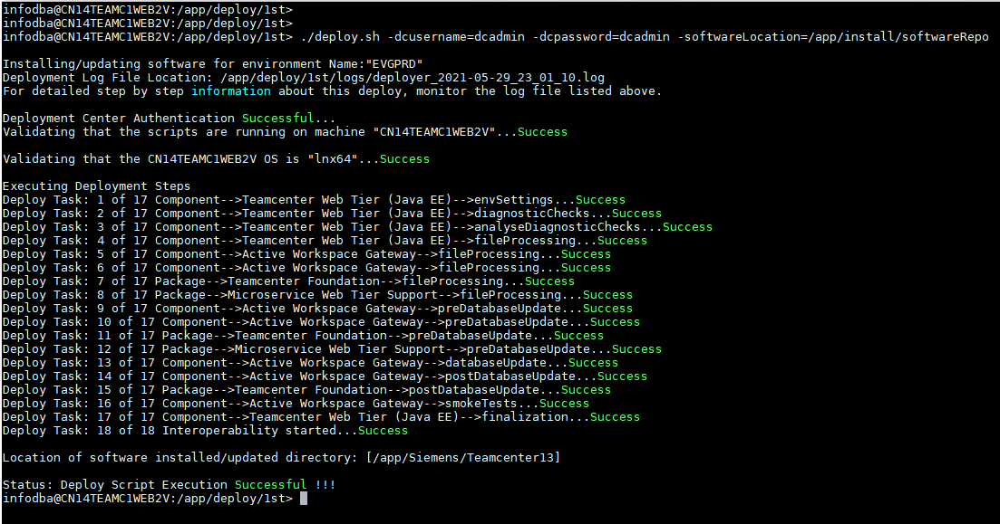 infodba@CN14TEAMC1WEB2V:/app/deploy/1st>
infodba@CN14TEAMC1WEB2V:/app/deploy/1st>
infodba@CN14TEAMC1WEB2V:/app/deploy/1st> ./deploy.sh -dcusername=dcadmin -dcpassword=dcadmin -softwareLocation=/app/install/softwareRepo
Installing/updating software for environment Name:"EVGPRD"
Deployment Log File Location: /app/deploy/1st/logs/deployer_2021-05-29_23_01_10.log
For detailed step by step information about this deploy, monitor the log file listed above.
Deployment Center Authentication Successful...
Validating that the scripts are running on machine "CN14TEAMC1WEB2V"...Success
Validating that the CN14TEAMC1WEB2V OS is "lnx64"...Success
Executing Deployment Steps
Deploy Task: 1 of 17 Component-->Teamcenter Web Tier (Java EE)-->envSettings...Success
Deploy Task: 2 of 17 Component-->Teamcenter Web Tier (Java EE)-->diagnosticChecks...Success
Deploy Task: 3 of 17 Component-->Teamcenter Web Tier (Java EE)-->analyseDiagnosticChecks...Success
Deploy Task: 4 of 17 Component-->Teamcenter Web Tier (Java EE)-->fileProcessing...Success
Deploy Task: 5 of 17 Component-->Active Workspace Gateway-->fileProcessing...Success
Deploy Task: 6 of 17 Component-->Active Workspace Gateway-->fileProcessing...Success
Deploy Task: 7 of 17 Package-->Teamcenter Foundation-->fileProcessing...Success
Deploy Task: 8 of 17 Package-->Microservice Web Tier Support-->fileProcessing...Success
Deploy Task: 9 of 17 Component-->Active Workspace Gateway-->preDatabaseUpdate...Success
Deploy Task: 10 of 17 Component-->Active Workspace Gateway-->preDatabaseUpdate...Success
Deploy Task: 11 of 17 Package-->Teamcenter Foundation-->preDatabaseUpdate...Success
Deploy Task: 12 of 17 Package-->Microservice Web Tier Support-->preDatabaseUpdate...Success
Deploy Task: 13 of 17 Component-->Active Workspace Gateway-->databaseUpdate...Success
Deploy Task: 14 of 17 Component-->Active Workspace Gateway-->postDatabaseUpdate...Success
Deploy Task: 15 of 17 Package-->Teamcenter Foundation-->postDatabaseUpdate...Success
Deploy Task: 16 of 17 Component-->Active Workspace Gateway-->smokeTests...Success
Deploy Task: 17 of 17 Component-->Teamcenter Web Tier (Java EE)-->finalization...Success
Deploy Task: 18 of 18 Interoperability started...Success
Location of software installed/updated directory: [/app/Siemens/Teamcenter13]
Status: Deploy Script Execution Successful !!!
infodba@CN14TEAMC1WEB2V:/app/deploy/1st>